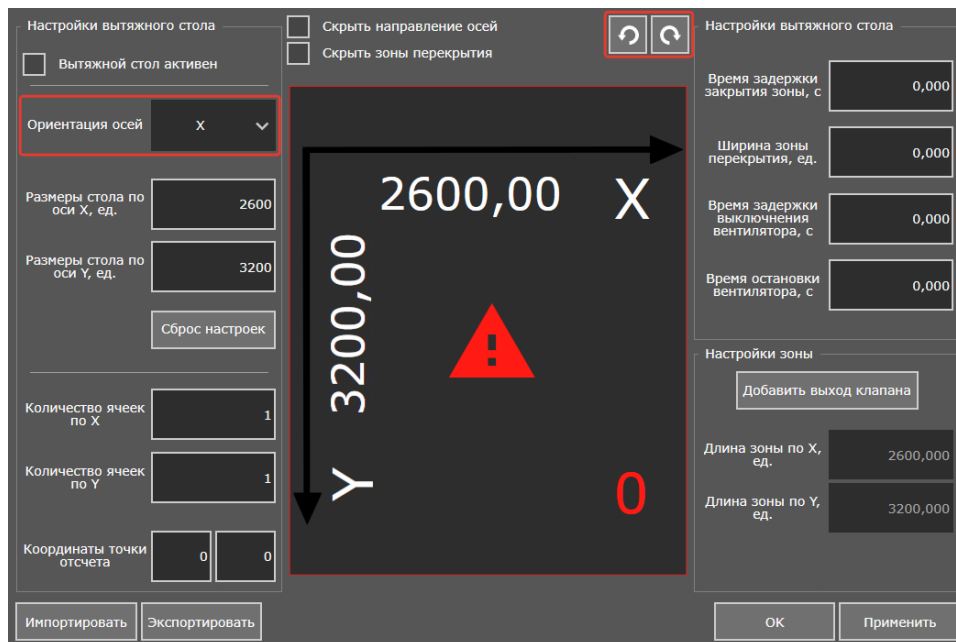 Настройки вытяжного стола
Вытяжной стол активен
Ориентация осей
X
Размеры стола по
оси X, ед.
2600
Размеры стола по
оси Y, ед.
3200
Сброс настроек
Количество ячеек
по X
1
Количество ячеек
по Y
1
Координаты точки
отсчета
0
0
Импортировать
Экспортировать
Скрыть направление осей
Скрыть зоны перекрытия
2600,00
X
3200,00
Y
0
Настройки вытяжного стола
Время задержки
закрытия зоны, с
0,000
Ширина зоны
перекрытия, ед.
0,000
Время задержки
выключнения
вентилятора, с
0,000
Время остановки
вентилятора, с
0,000
Настройки зоны
Добавить выход клапана
Длина зоны по X,
ед.
2600,000
Длина зоны по Y,
ед.
3200,000
OK
Применить